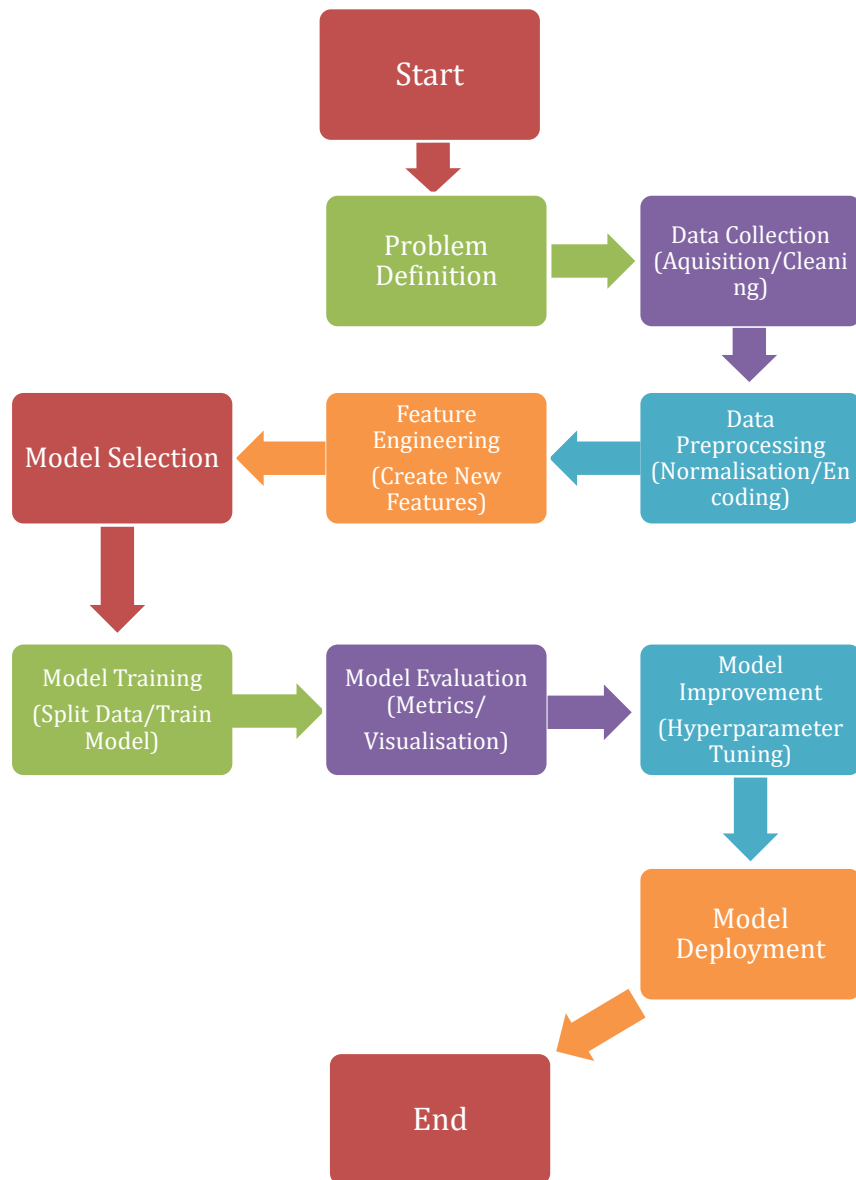 Start
Problem
Definition
Data Collection
(Aquisition/Cleani
ng)
Data
Preprocessing
(Normalisation/En
coding)
Feature
Engineering
(Create New
Features)
Model Selection
Model Training
(Split Data/Train
Model)
Model Evaluation
(Metrics/
Visualisation)
Model
Improvement
(Hyperparameter
Tuning)
Model
Deployment
End